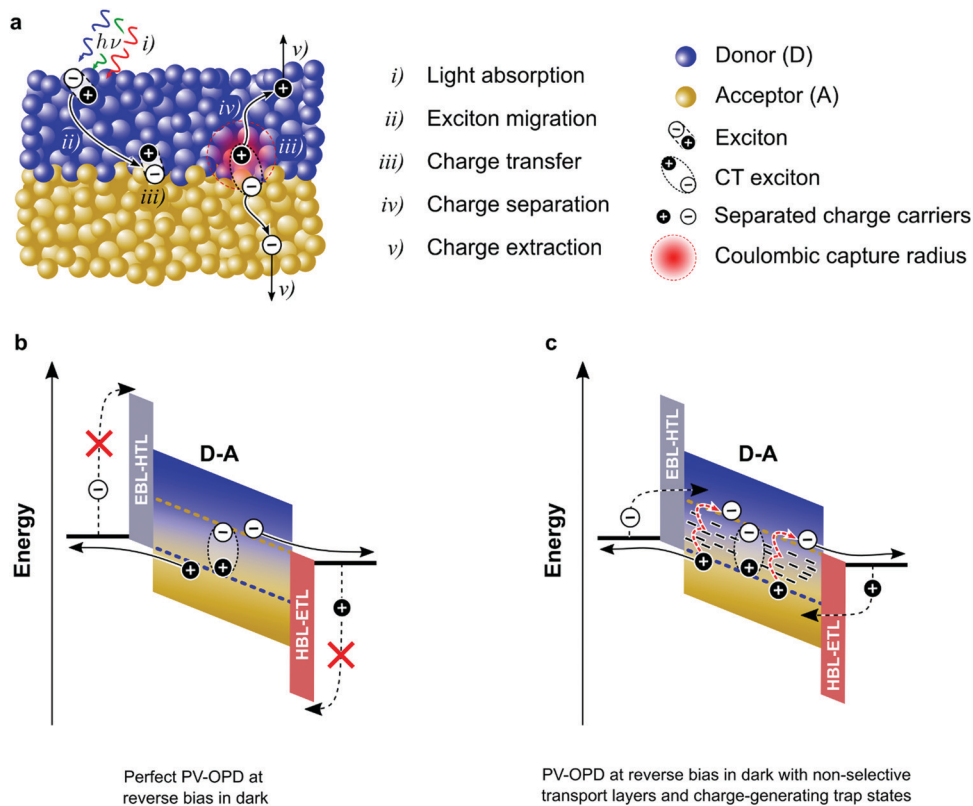 a
hν
i)
v)
ii)
iv)
iii)
iii)
v)
i) Light absorption
ii) Exciton migration
iii) Charge transfer
iv) Charge separation
v) Charge extraction
Donor (D)
Acceptor (A)
Exciton
CT exciton
Separated charge carriers
Coulombic capture radius
b
Energy
EBL-HTL
D-A
HBL-ETL
Perfect PV-OPD at
reverse bias in dark
c
Energy
EBL-HTL
D-A
HBL-ETL
PV-OPD at reverse bias in dark with non-selective
transport layers and charge-generating trap states